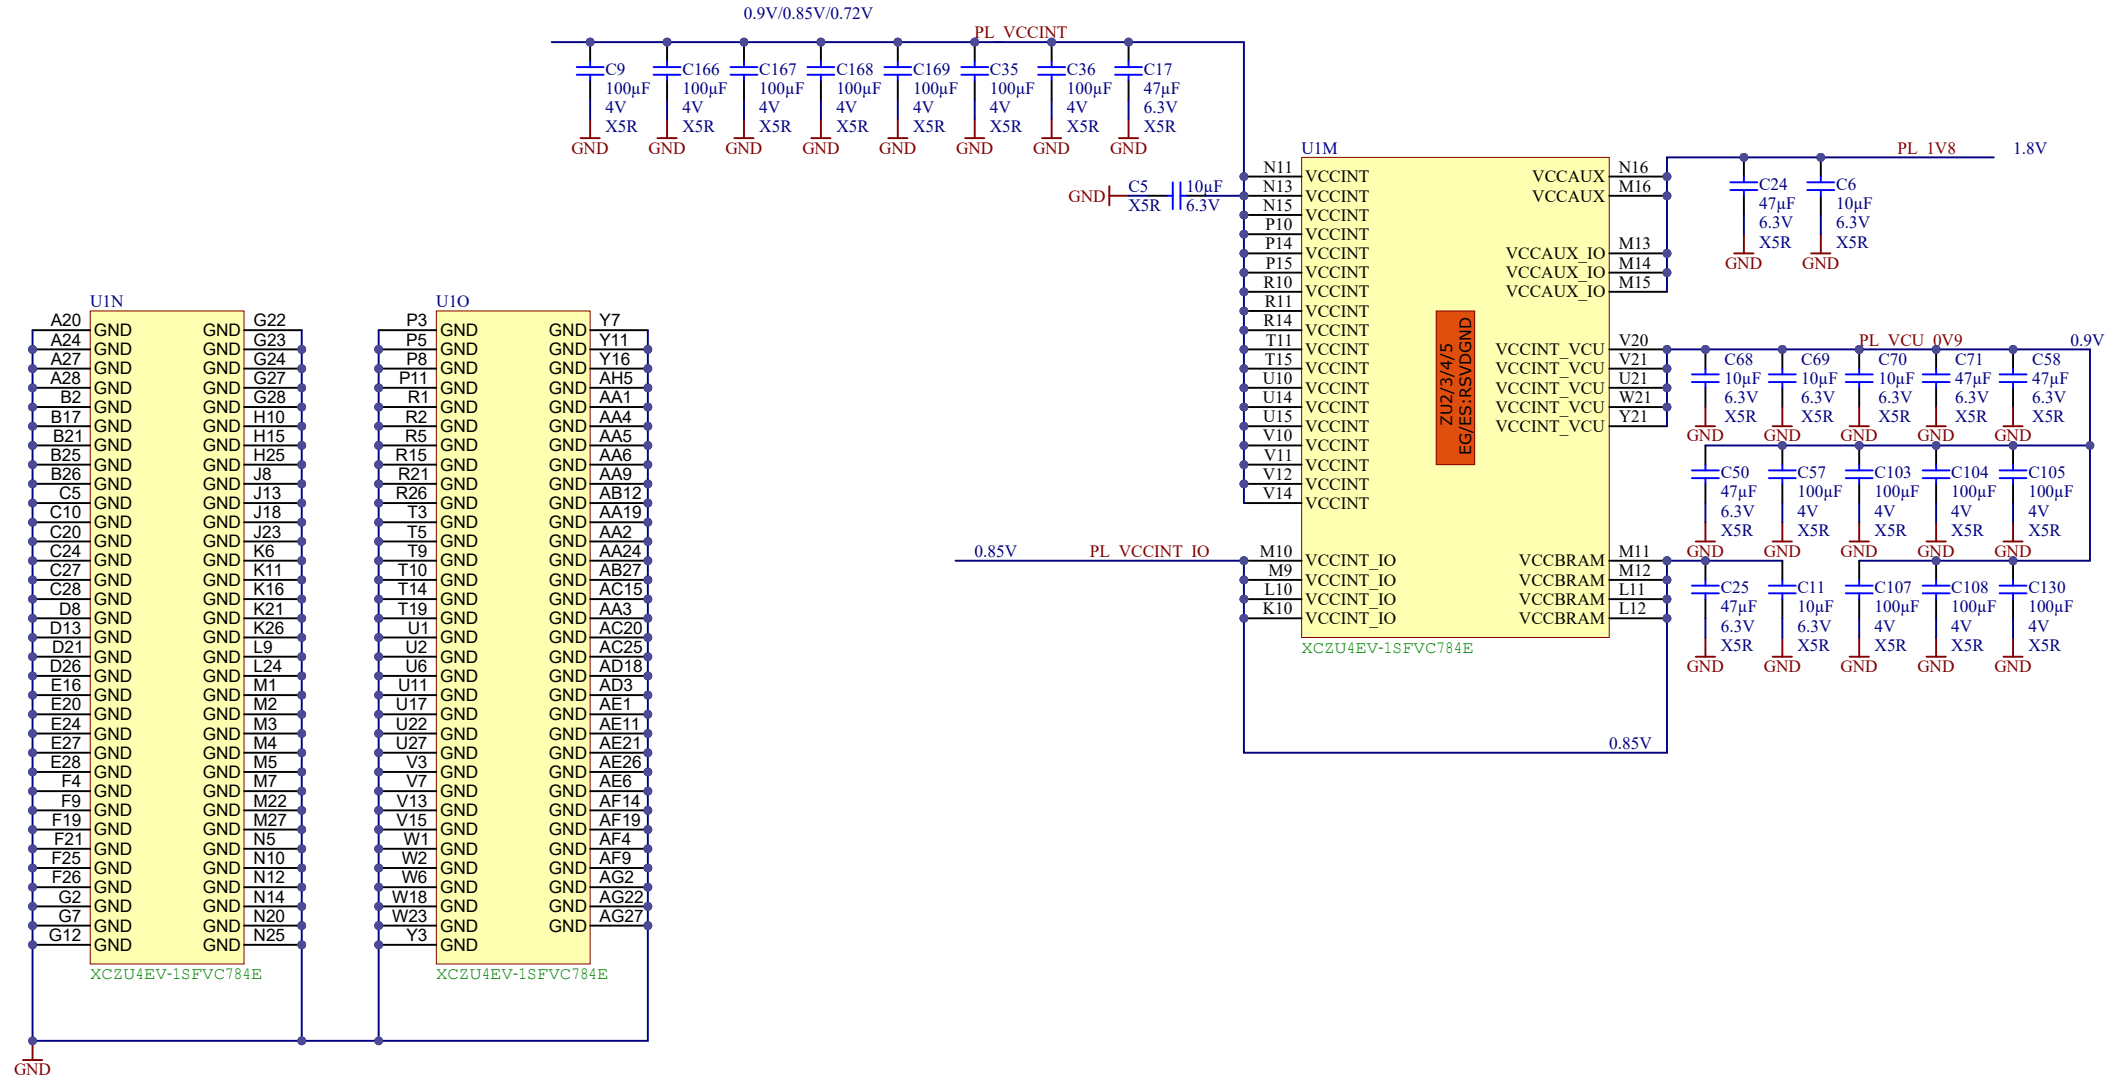 0.9V/0.85V/0.72V
PL_VCCINT
C9 C166 C167 C168 C169 C35 C36 C17
100µF 100µF 100µF 100µF 100µF 100µF 100µF 47µF
4V 4V 4V 4V 4V 4V 4V 6.3V
X5R X5R X5R X5R X5R X5R X5R X5R
GND GND GND GND GND GND GND GND
GND C5 10µF
X5R 6.3V
U1M
N11 VCCINT
N13 VCCINT
N15 VCCINT
P10 VCCINT
P14 VCCINT
P15 VCCINT
R10 VCCINT
R11 VCCINT
R14 VCCINT
T11 VCCINT
T15 VCCINT
U10 VCCINT
U14 VCCINT
U15 VCCINT
V10 VCCINT
V11 VCCINT
V12 VCCINT
V14 VCCINT
0.85V PL_VCCINT_IO
M10 VCCINT_IO
M9 VCCINT_IO
L10 VCCINT_IO
K10 VCCINT_IO
ZU2/3/4/5
EG/ES:RSVDGND
VCCAUX N16
VCCAUX M16
VCCAUX_IO M13
VCCAUX_IO M14
VCCAUX_IO M15
VCCINT_VCU V20
VCCINT_VCU V21
VCCINT_VCU U21
VCCINT_VCU W21
VCCINT_VCU Y21
VCCBRAM M11
VCCBRAM M12
VCCBRAM L11
VCCBRAM L12
XCZU4EV-1SFVC784E
0.85V
PL_1V8 1.8V
C24 C6
47µF 10µF
6.3V 6.3V
X5R X5R
GND GND
PL_VCU_0V9 0.9V
C68 C69 C70 C71 C58
10µF 10µF 10µF 47µF 47µF
6.3V 6.3V 6.3V 6.3V 6.3V
X5R X5R X5R X5R X5R
GND GND GND GND GND
C50 C57 C103 C104 C105
47µF 100µF 100µF 100µF 100µF
6.3V 4V 4V 4V 4V
X5R X5R X5R X5R X5R
GND GND GND GND GND
C25 C11 C107 C108 C130
47µF 10µF 100µF 100µF 100µF
6.3V 6.3V 4V 4V 4V
X5R X5R X5R X5R X5R
GND GND GND GND GND
U1N
A20 GND GND G22
A24 GND GND G23
A27 GND GND G24
A28 GND GND G27
B2 GND GND G28
B17 GND GND H10
B21 GND GND H15
B25 GND GND H25
B26 GND GND J8
C5 GND GND J13
C10 GND GND J18
C20 GND GND J23
C24 GND GND K6
C27 GND GND K11
C28 GND GND K16
D8 GND GND K21
D13 GND GND K26
D21 GND GND L9
D26 GND GND L24
E16 GND GND M1
E20 GND GND M2
E24 GND GND M3
E27 GND GND M4
E28 GND GND M5
F4 GND GND M7
F9 GND GND M22
F19 GND GND M27
F21 GND GND N5
F25 GND GND N10
F26 GND GND N12
G2 GND GND N14
G7 GND GND N20
G12 GND GND N25
XCZU4EV-1SFVC784E
U1O
P3 GND GND Y7
P5 GND GND Y11
P8 GND GND Y16
P11 GND GND AH5
R1 GND GND AA1
R2 GND GND AA4
R5 GND GND AA5
R15 GND GND AA6
R21 GND GND AA9
R26 GND GND AB12
T3 GND GND AA19
T5 GND GND AA2
T9 GND GND AA24
T10 GND GND AB27
T14 GND GND AC15
T19 GND GND AA3
U1 GND GND AC20
U2 GND GND AC25
U6 GND GND AD18
U11 GND GND AD3
U17 GND GND AE1
U22 GND GND AE11
U27 GND GND AE21
V3 GND GND AE26
V7 GND GND AE6
V13 GND GND AF14
V15 GND GND AF19
W1 GND GND AF4
W2 GND GND AF9
W6 GND GND AG2
W18 GND GND AG22
W23 GND GND AG27
Y3 GND
XCZU4EV-1SFVC784E
GND